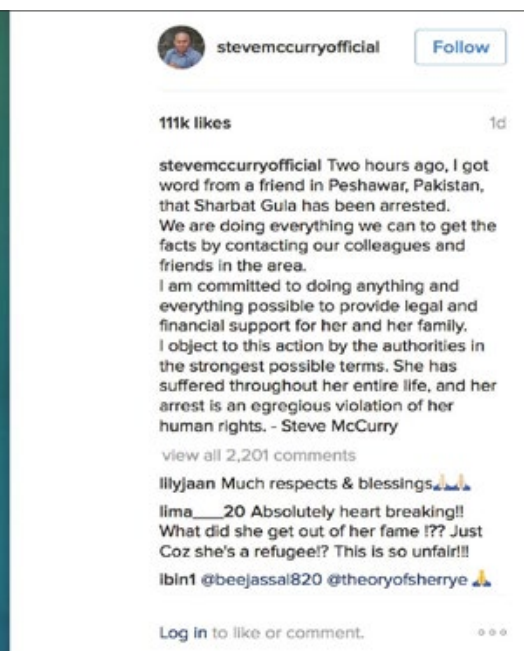 stevemccurryofficial
Follow
111k likes
1d
stevemccurryofficial Two hours ago, I got
word from a friend in Peshawar, Pakistan,
that Sharbat Gula has been arrested.
We are doing everything we can to get the
facts by contacting our colleagues and
friends in the area.
I am committed to doing anything and
everything possible to provide legal and
financial support for her and her family.
I object to this action by the authorities in
the strongest possible terms. She has
suffered throughout her entire life, and her
arrest is an egregious violation of her
human rights. - Steve McCurry
view all 2,201 comments
lilyjaan Much respects & blessings🙏🙏
lima___20 Absolutely heart breaking!!
What did she get out of her fame !?? Just
Coz she's a refugee!? This is so unfair!!!
ibin1 @beejassal820 @theoryofsherrye 🙏
Log in to like or comment.